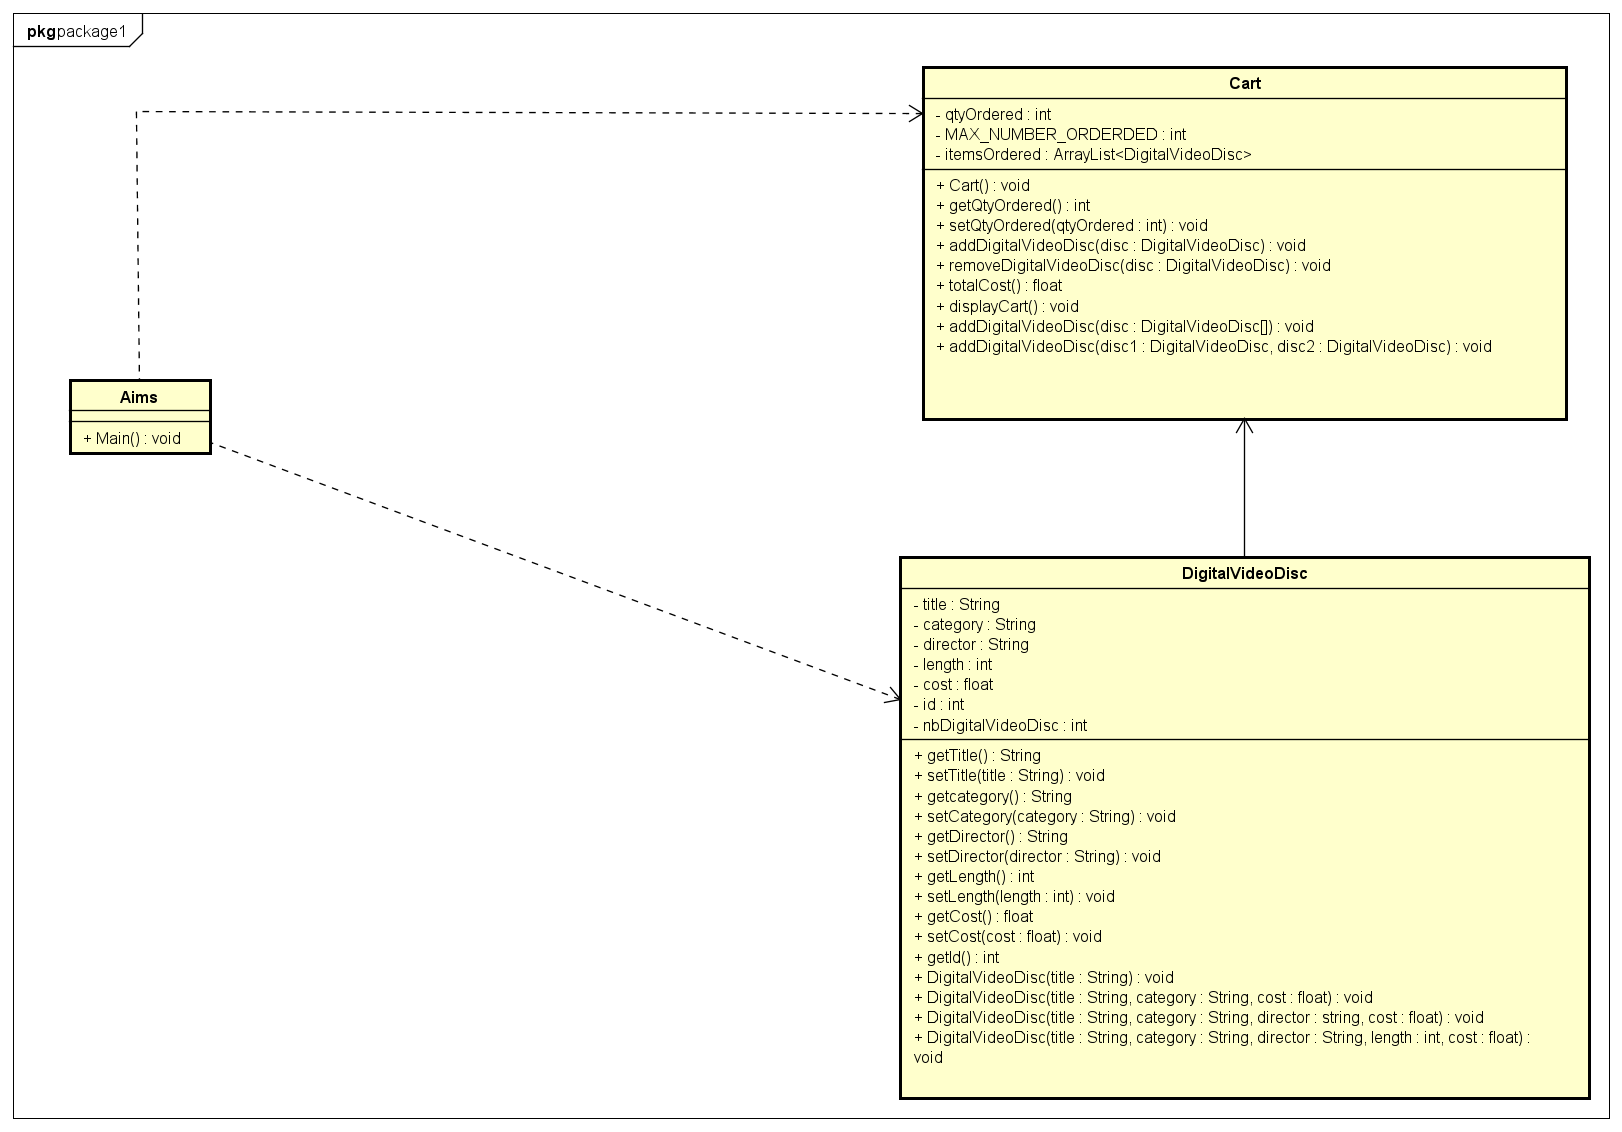 pkg package1
Cart
- qtyOrdered : int
- MAX_NUMBER_ORDERDED : int
- itemsOrdered : ArrayList<DigitalVideoDisc>
+ Cart() : void
+ getQtyOrdered() : int
+ setQtyOrdered(qtyOrdered : int) : void
+ addDigitalVideoDisc(disc : DigitalVideoDisc) : void
+ removeDigitalVideoDisc(disc : DigitalVideoDisc) : void
+ totalCost() : float
+ displayCart() : void
+ addDigitalVideoDisc(disc : DigitalVideoDisc[]) : void
+ addDigitalVideoDisc(disc1 : DigitalVideoDisc, disc2 : DigitalVideoDisc) : void
Aims
+ Main() : void
DigitalVideoDisc
- title : String
- category : String
- director : String
- length : int
- cost : float
- id : int
- nbDigitalVideoDisc : int
+ getTitle() : String
+ setTitle(title : String) : void
+ getcategory() : String
+ setCategory(category : String) : void
+ getDirector() : String
+ setDirector(director : String) : void
+ getLength() : int
+ setLength(length : int) : void
+ getCost() : float
+ setCost(cost : float) : void
+ getId() : int
+ DigitalVideoDisc(title : String) : void
+ DigitalVideoDisc(title : String, category : String, cost : float) : void
+ DigitalVideoDisc(title : String, category : String, director : string, cost : float) : void
+ DigitalVideoDisc(title : String, category : String, director : String, length : int, cost : float) :
void